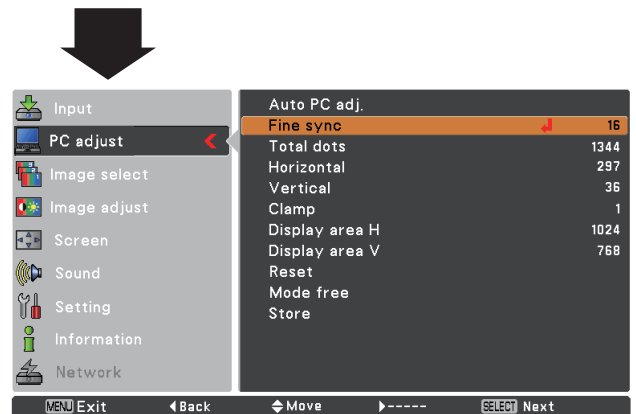 Input
PC adjust
Image select
Image adjust
Screen
Sound
Setting
Information
Network
Auto PC adj.
Fine sync 16
Total dots 1344
Horizontal 297
Vertical 36
Clamp 1
Display area H 1024
Display area V 768
Reset
Mode free
Store
MENU Exit Back Move ----- SELECT Next